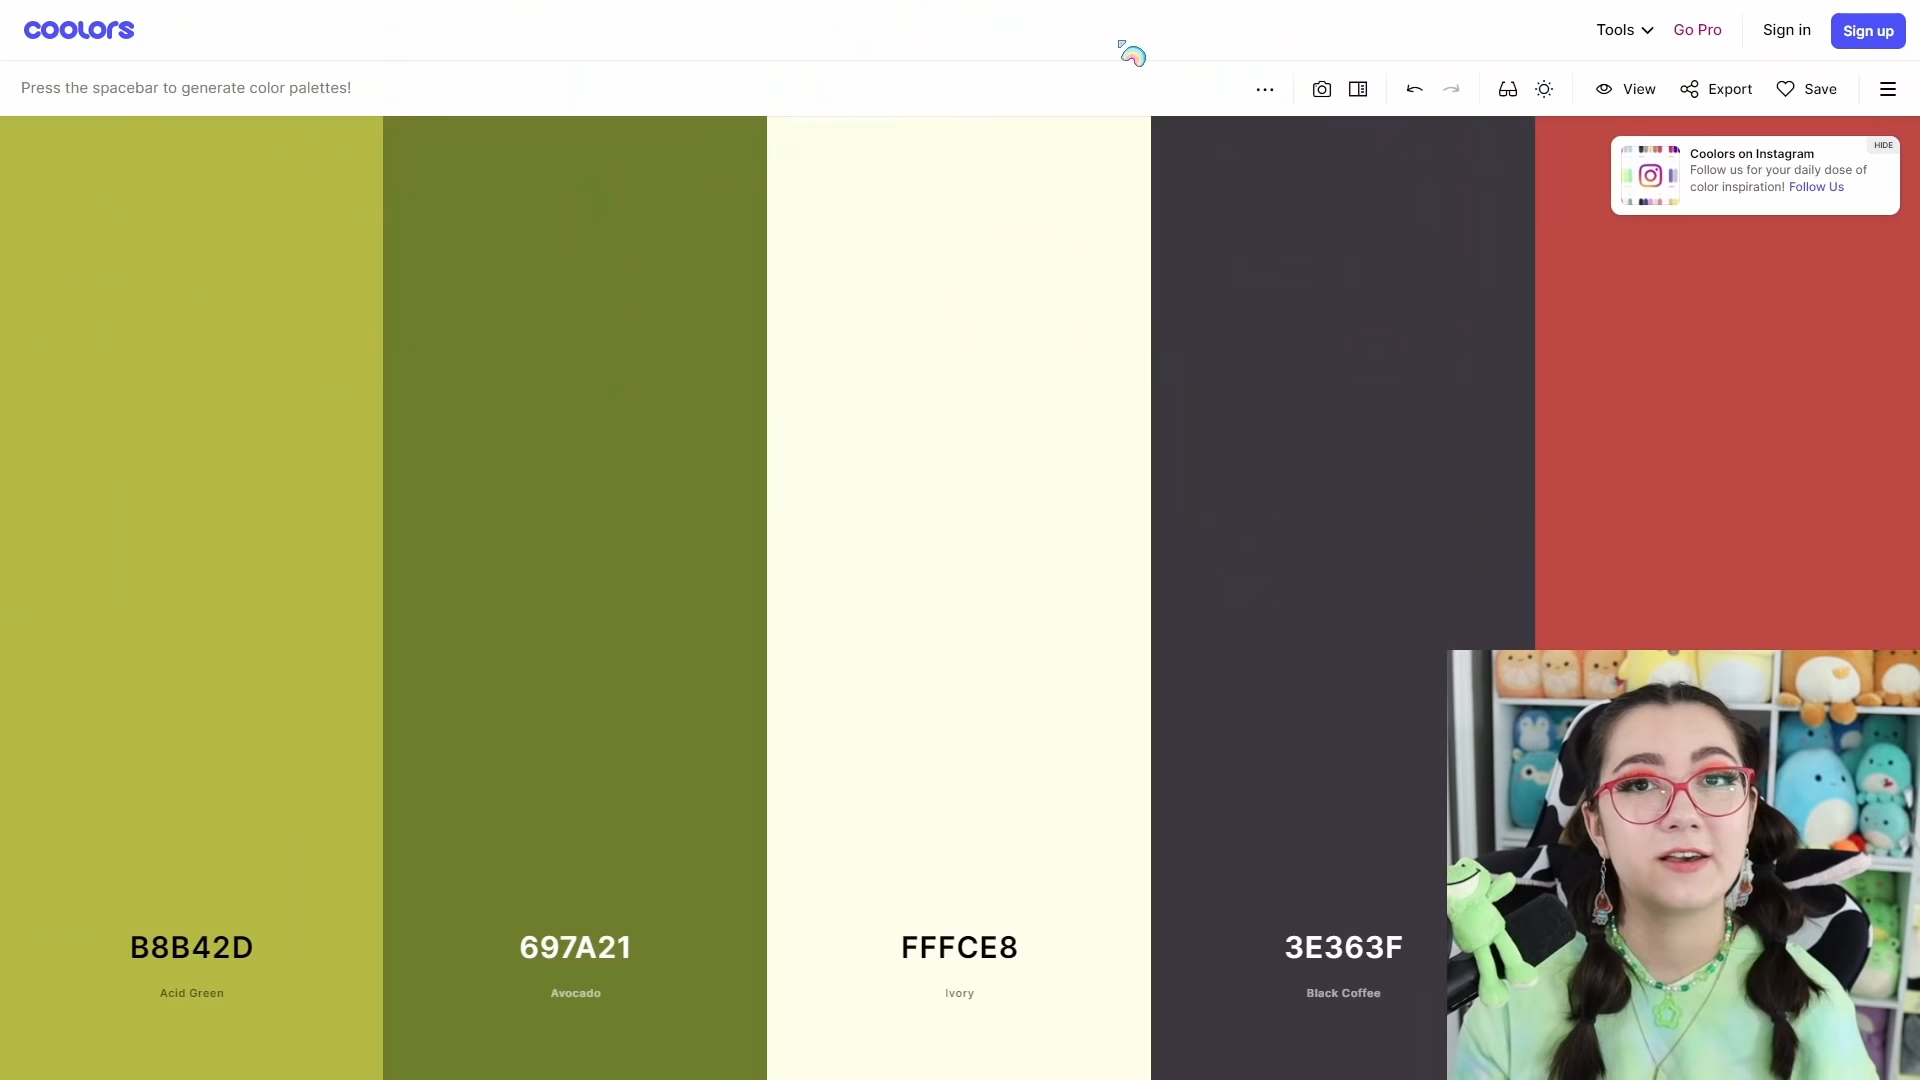 coolors
Tools
Go Pro
Sign in
Sign up
Press the spacebar to generate color palettes!
View
Export
Save
HIDE
Coolors on Instagram
Follow us for your daily dose of
color inspiration! Follow Us
B8B42D
697A21
FFFCE8
3E363F
Acid Green
Avocado
Ivory
Black Coffee